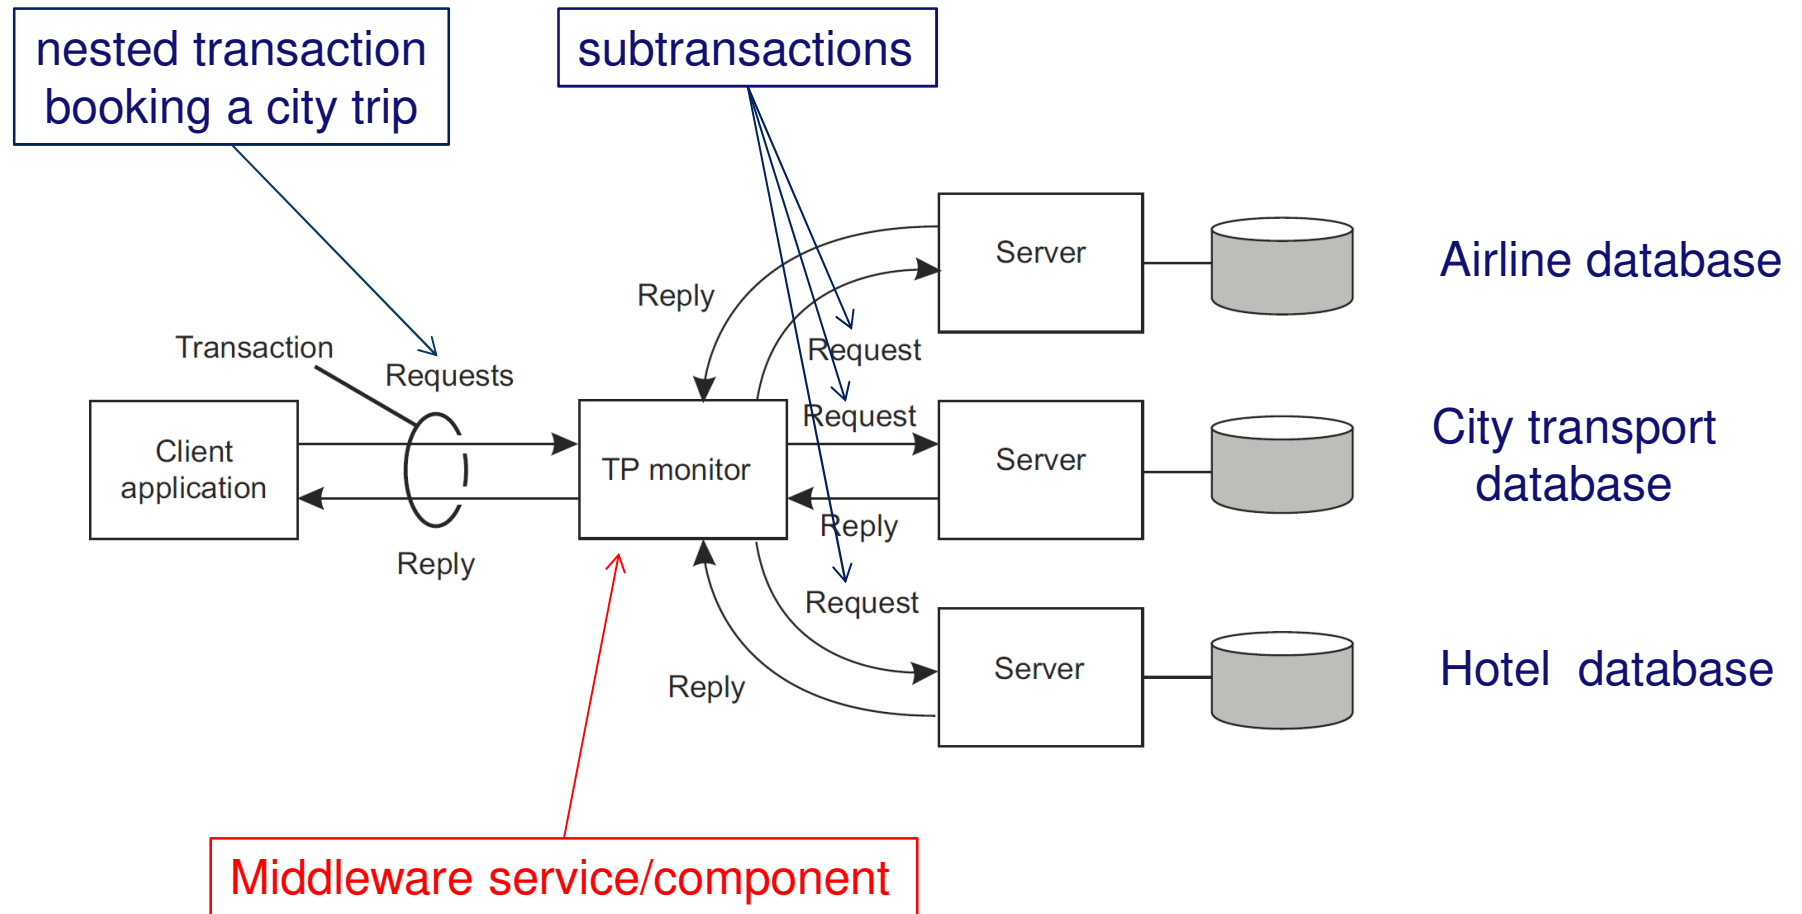 nested transaction
booking a city trip
subtransactions
Server
Airline database
Reply
Transaction
Requests
Request
Request
Client
application
TP monitor
Server
City transport
database
Reply
Reply
Request
Reply
Server
Hotel database
Middleware service/component